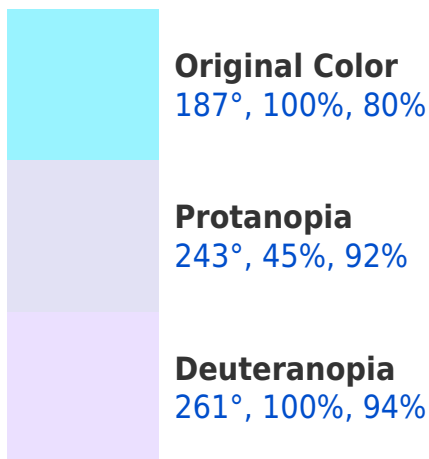 Original Color
187°, 100%, 80%
Protanopia
243°, 45%, 92%
Deuteranopia
261°, 100%, 94%